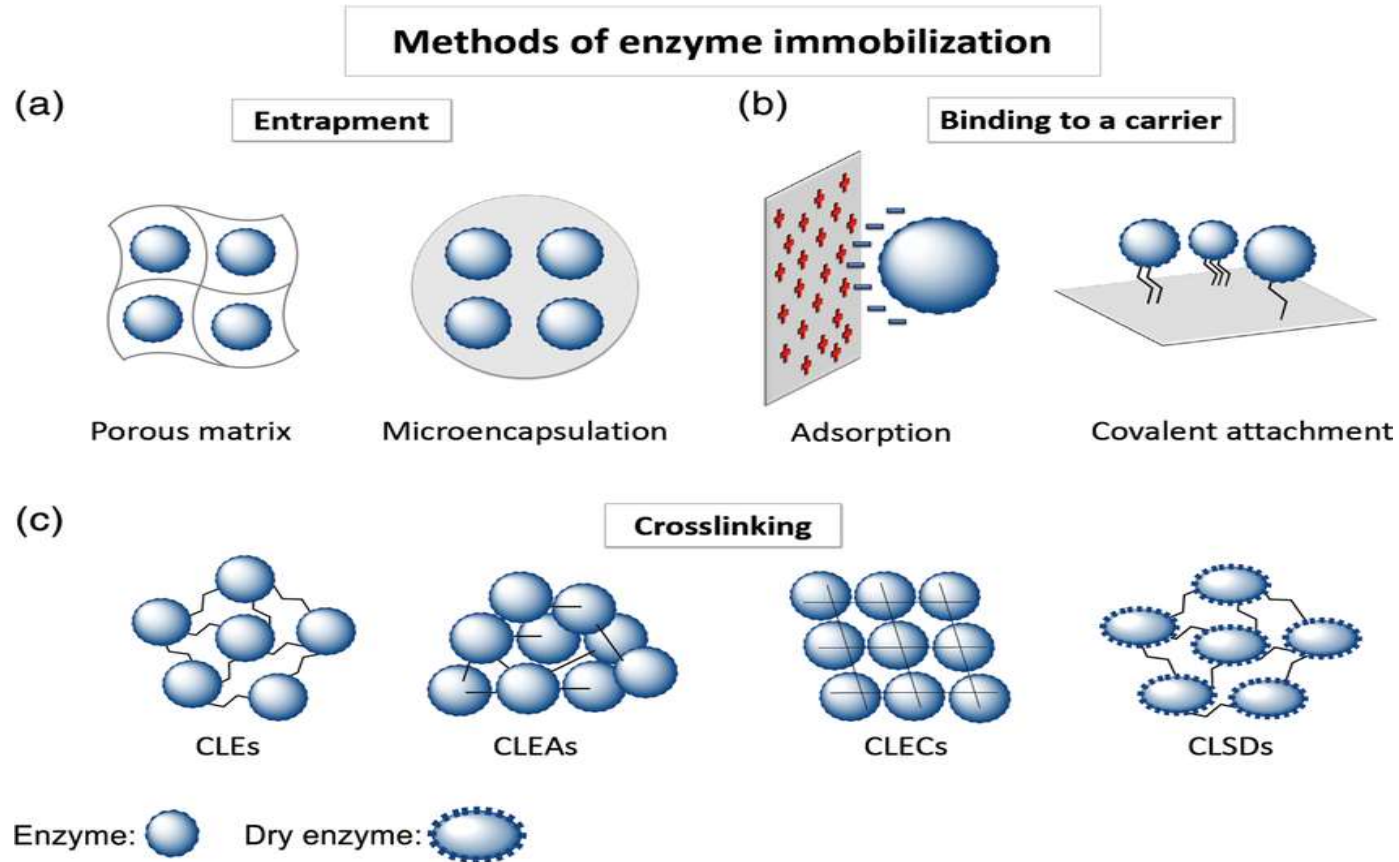 Methods of enzyme immobilization
(a)
Entrapment
(b)
Binding to a carrier
Porous matrix
Microencapsulation
Adsorption
Covalent attachment
(c)
Crosslinking
CLEs
CLEAs
CLECs
CLSDs
Enzyme:
Dry enzyme: